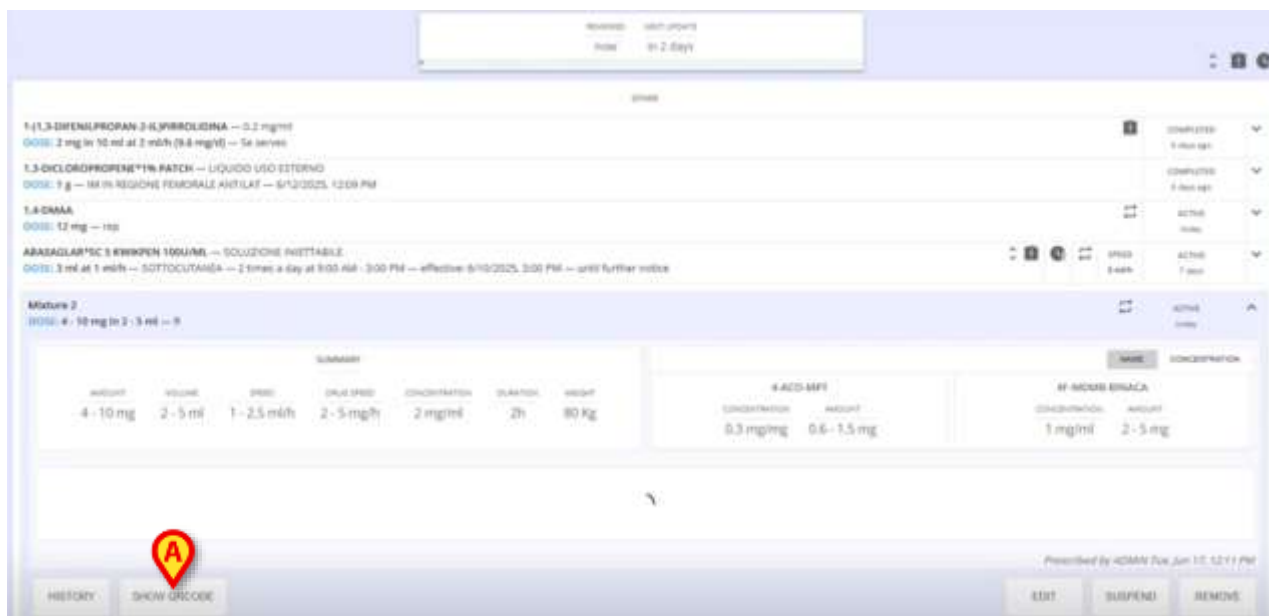 RENEWED NEXT UPDATE
now in 2 days
OTHER
1-(1,3-DIFENILPROPAN-2-IL)PIRROLIDINA — 0.2 mg/ml
DOSE: 2 mg in 10 ml at 2 ml/h (9.6 mg/d) — Se serve
COMPLETED
days ago
1.3-DICLOROPROPENE*1% PATCH — LIQUIDO USO ESTERNO
DOSE: 1 g — IM IN REGIONE FEMORALE ANTILAT — 6/12/2025, 12:09 PM
COMPLETED
days ago
1.4-DMAA
DOSE: 12 mg — rep
ACTIVE
today
ABASAGLAR*SC 5 KWIKPEN 100U/ML — SOLUZIONE INIETTABILE
DOSE: 3 ml at 1 ml/h — SOTTOCUTANEA — 2 times a day at 9:00 AM - 3:00 PM — effective: 6/10/2025, 3:00 PM — until further notice
SPEED
ACTIVE
7 days
Mixture 2
DOSE: 4 - 10 mg in 2 - 5 ml — 9
ACTIVE
today
SUMMARY
AMOUNT VOLUME SPEED DRUG SPEED CONCENTRATION DURATION WEIGHT
4 - 10 mg 2 - 5 ml 1 - 2.5 ml/h 2 - 5 mg/h 2 mg/ml 2h 80 Kg
NAME CONCENTRATION
4-ACO-MIPT
CONCENTRATION AMOUNT
0.3 mg/mg 0.6 - 1.5 mg
CONCENTRATION AMOUNT
1 mg/ml 2 - 5 mg
A
Prescribed by ADMIN Tue, Jun 17, 12:11 PM
HISTORY SHOW QRCODE EDIT SUSPEND REMOVE